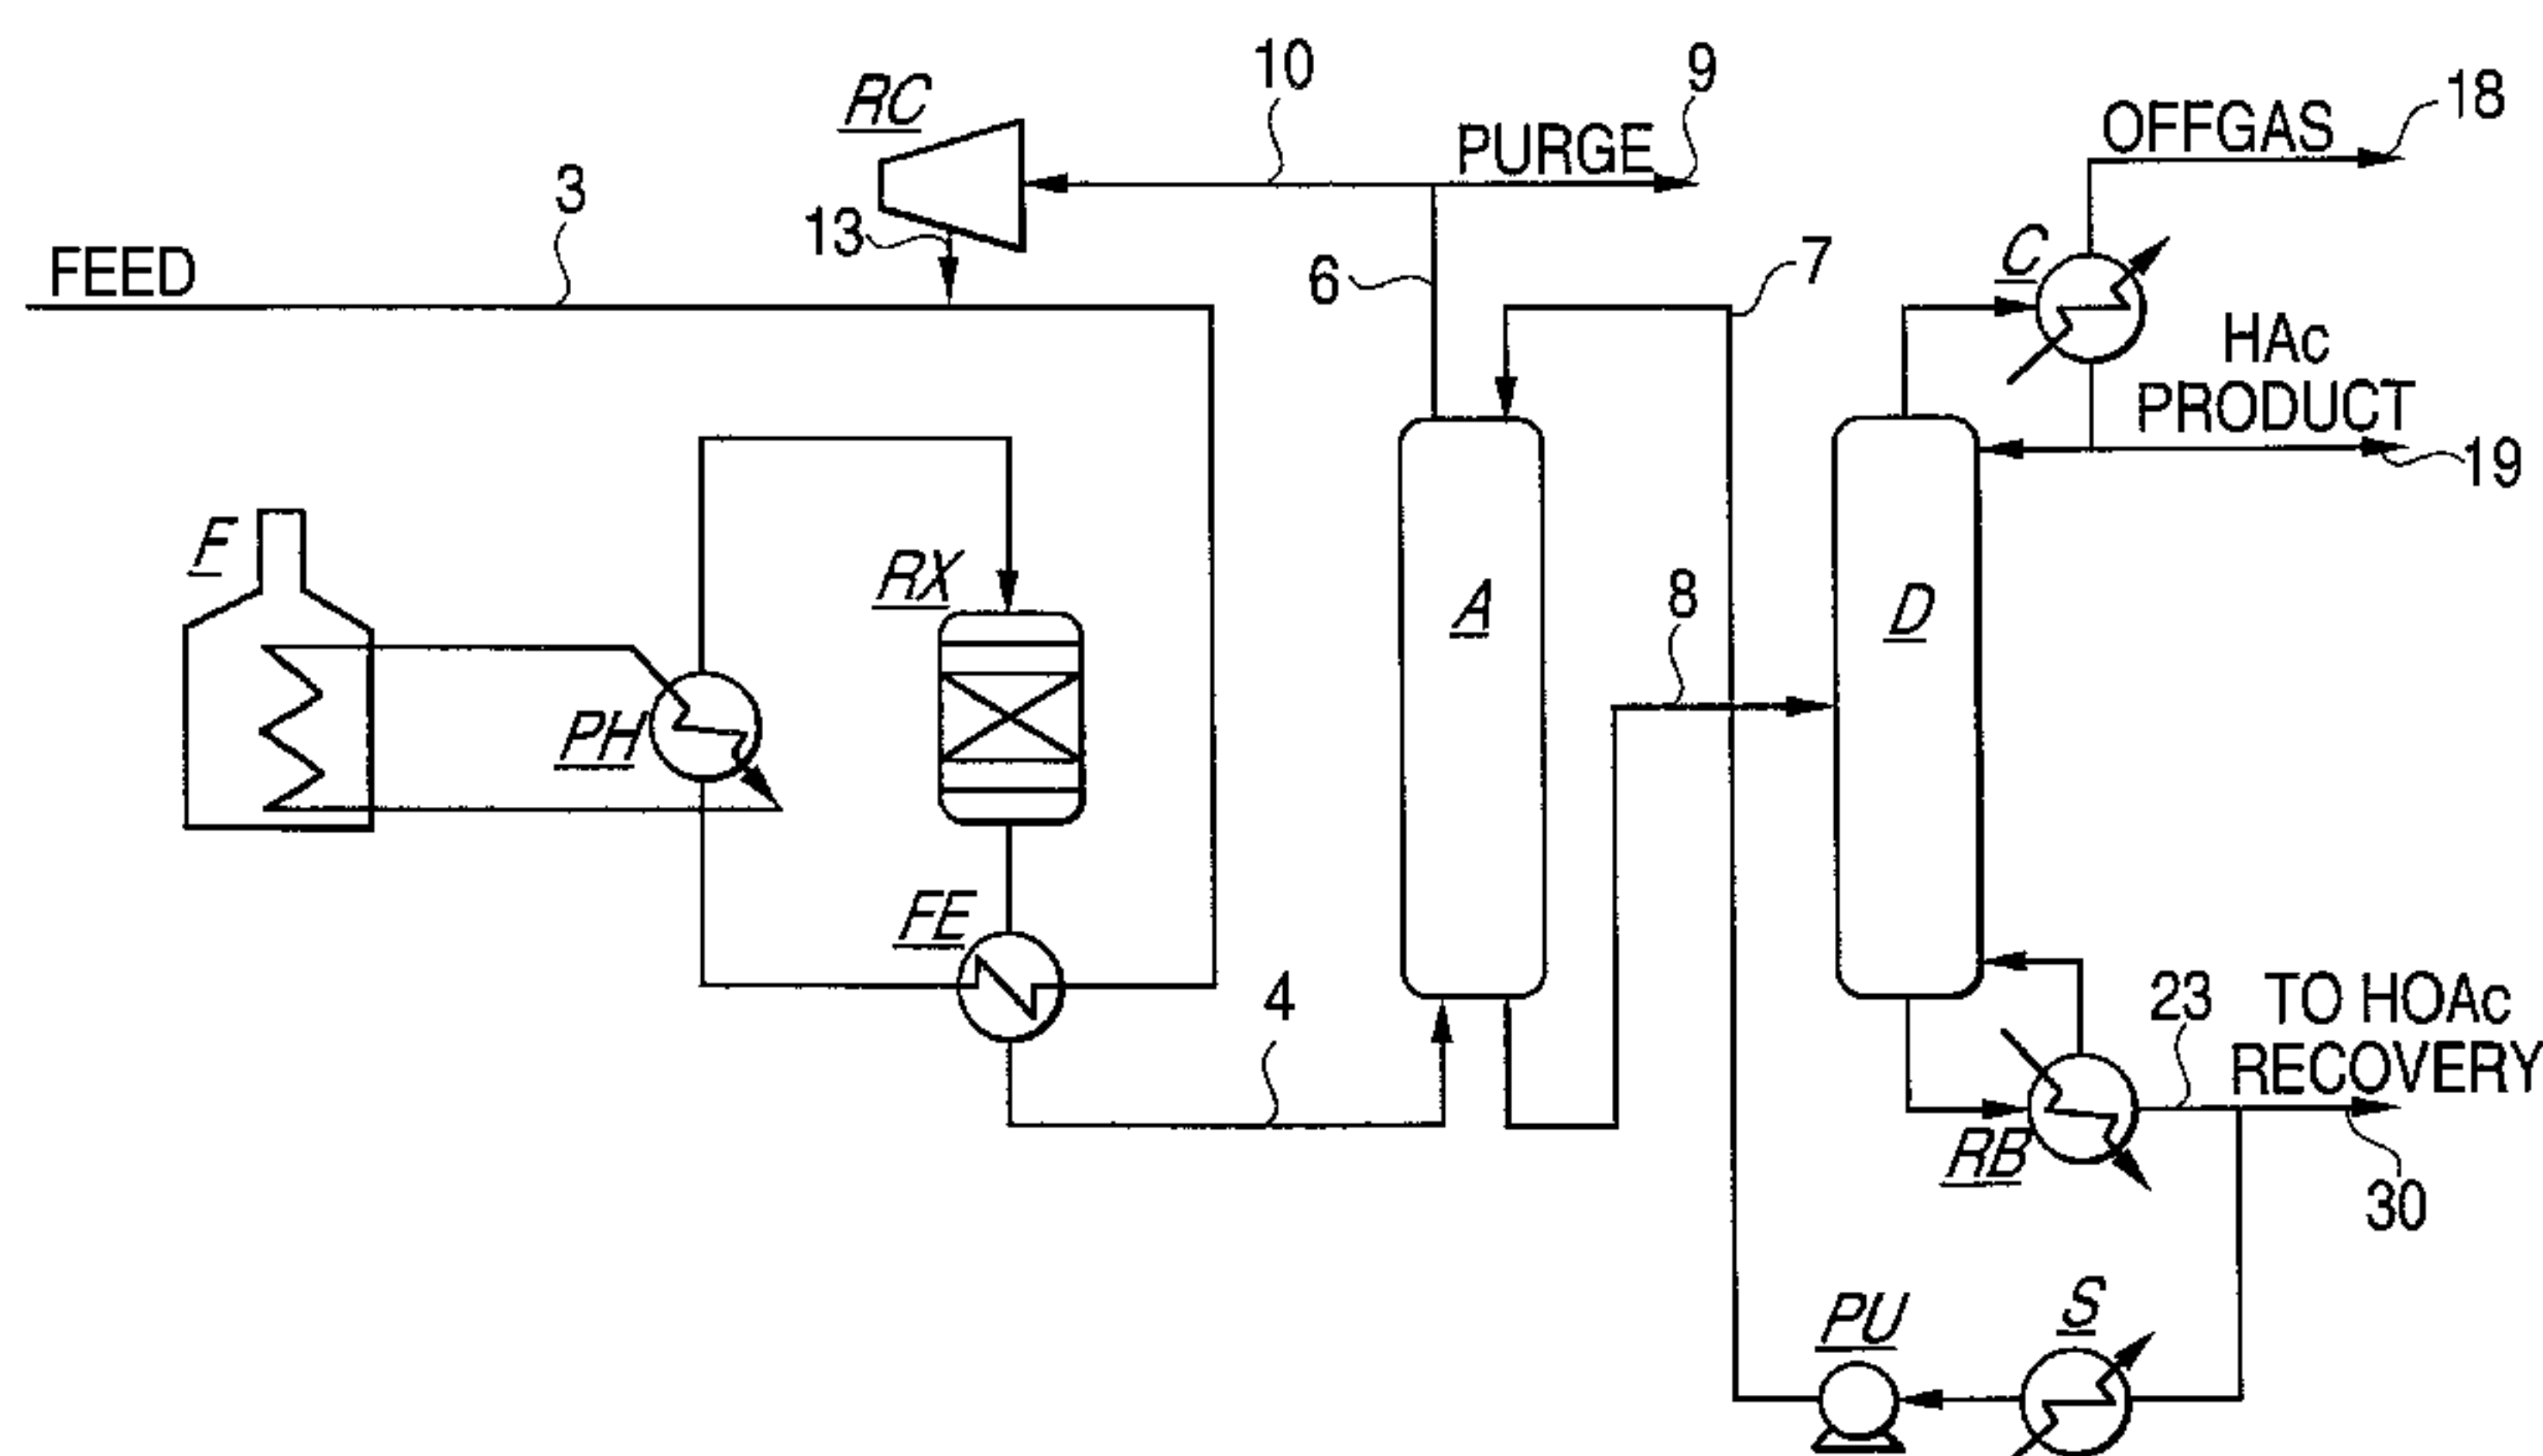 10
9
18
RC
PURGE
OFFGAS
3
13
FEED
6
7
C
HAc
PRODUCT
19
F
RX
8
A
D
PH
FE
4
23
TO HOAc
RECOVERY
RB
30
PU
S